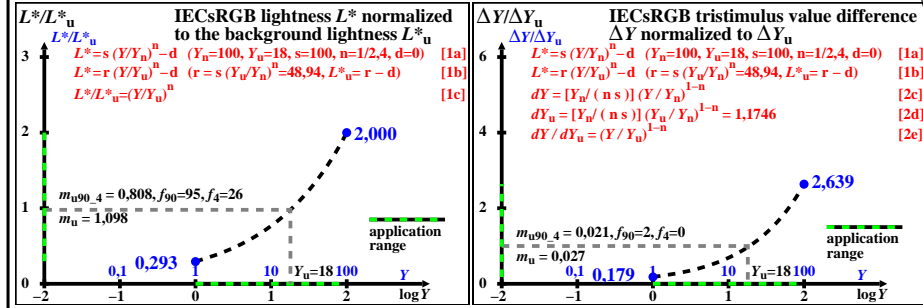 L*/L*u IECsRGB lightness L* normalized
L*/L*u to the background lightness L*u
3 L*=s (Y/Yn)^n−d (Yn=100, Yu=18, s=100, n=1/2,4, d=0) [1a]
L*=r (Y/Yu)^n−d (r = s (Yu/Yn)^n=48,94, L*u= r − d) [1b]
L*/L*u=(Y/Yu)^n [1c]
2 2,000
mu90_4 = 0,808, f90=95, f4=26
1 mu = 1,098
application
range
0,293
0 0,1 1 10 Yu=18 100 Y
−2 −1 0 1 2 log Y
ΔY/ΔYu IECsRGB tristimulus value difference
ΔY/ΔYu ΔY normalized to ΔYu
6 L*=s (Y/Yn)^n−d (Yn=100, Yu=18, s=100, n=1/2,4, d=0) [1a]
L*=r (Y/Yu)^n−d (r = s (Yu/Yn)^n=48,94, L*u= r − d) [1b]
dY = [Yn / ( n s )] (Y / Yn)^1−n [2c]
dYu = [Yn / ( n s )] (Yu / Yn)^1−n = 1,1746 [2d]
4 dY / dYu = (Y / Yu)^1−n [2e]
2,639
2
mu90_4 = 0,021, f90=2, f4=0
mu = 0,027
application
range
0,179
0 0,1 1 10 Yu=18 100 Y
−2 −1 0 1 2 log Y